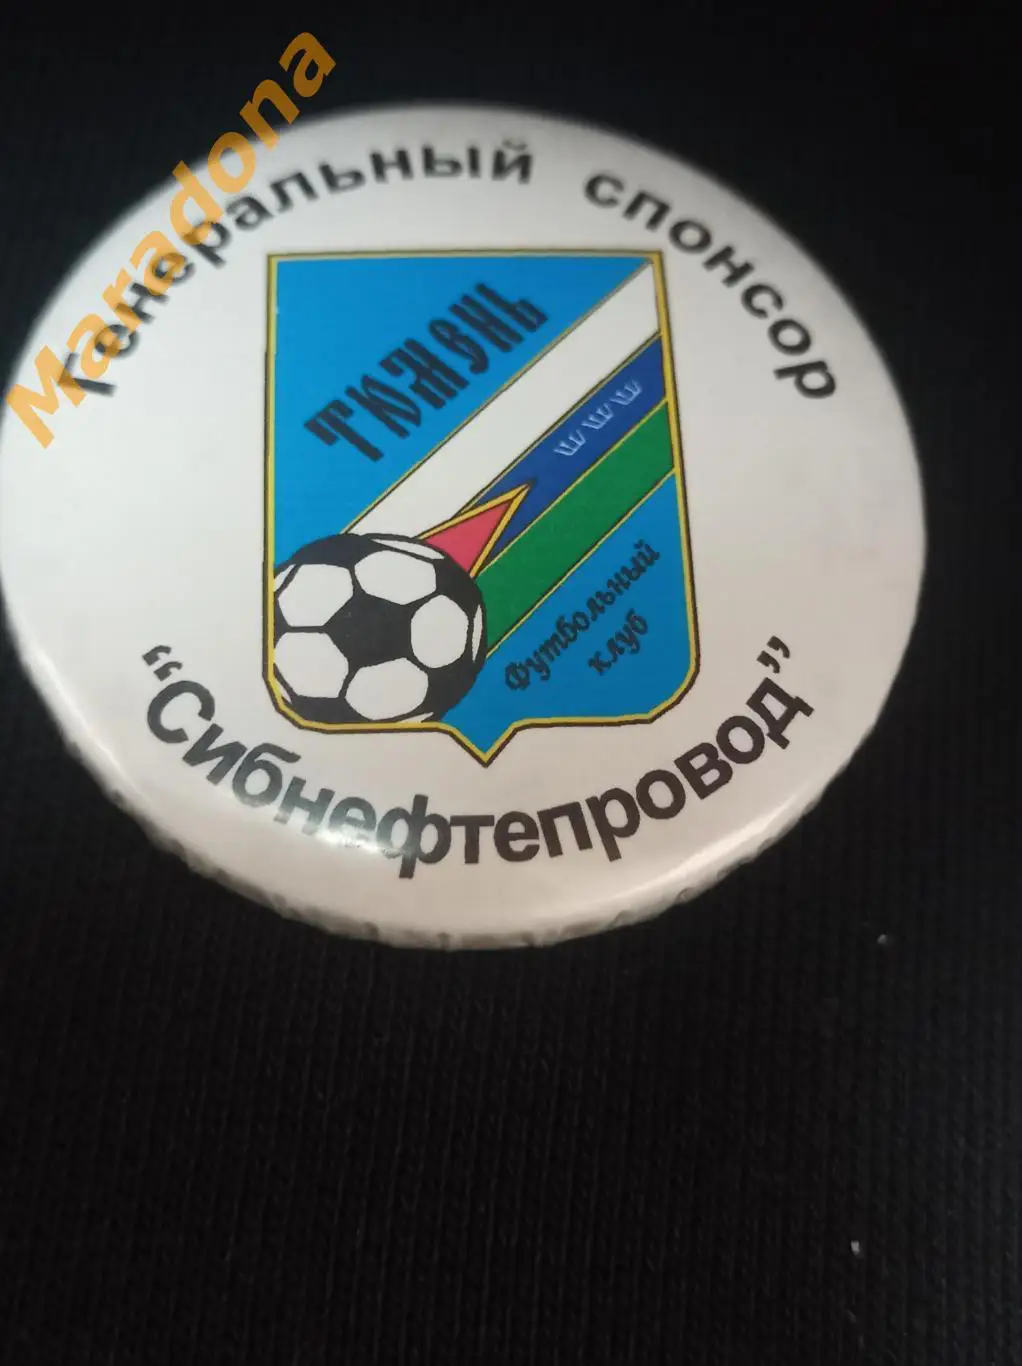 Maradona
Генеральный спонсор
ТЮМЕНЬ
Футбольный
клуб
"Сибнефтепровод"